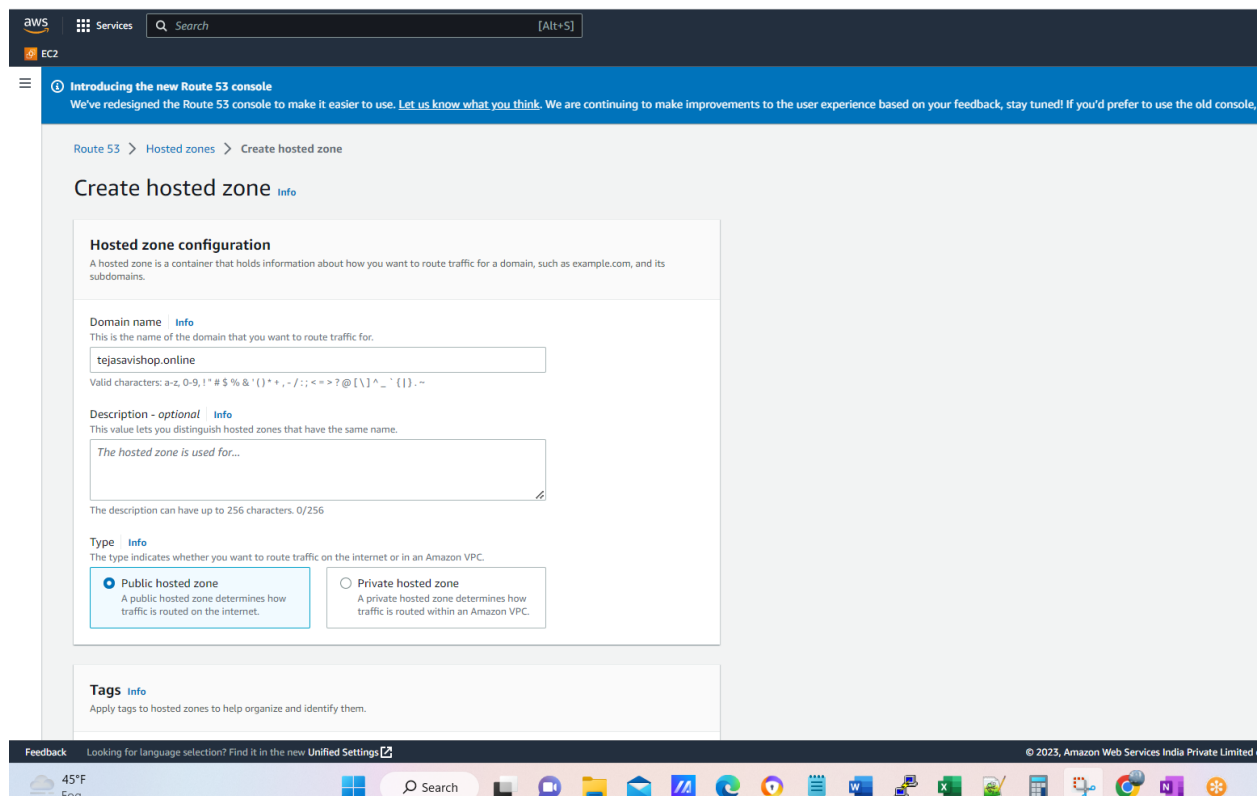 aws
Services
Search
[Alt+S]
EC2
Introducing the new Route 53 console
We've redesigned the Route 53 console to make it easier to use. Let us know what you think. We are continuing to make improvements to the user experience based on your feedback, stay tuned! If you'd prefer to use the old console,
Route 53 > Hosted zones > Create hosted zone
Create hosted zone Info
Hosted zone configuration
A hosted zone is a container that holds information about how you want to route traffic for a domain, such as example.com, and its
subdomains.
Domain name Info
This is the name of the domain that you want to route traffic for.
tejasavishop.online
Valid characters: a-z, 0-9, ! " # $ % & ' ( ) * + , - / : ; < = > ? @ [ \ ] ^ _ ` { | } . ~
Description - optional Info
This value lets you distinguish hosted zones that have the same name.
The hosted zone is used for...
The description can have up to 256 characters. 0/256
Type Info
The type indicates whether you want to route traffic on the internet or in an Amazon VPC.
Public hosted zone
A public hosted zone determines how
traffic is routed on the internet.
Private hosted zone
A private hosted zone determines how
traffic is routed within an Amazon VPC.
Tags Info
Apply tags to hosted zones to help organize and identify them.
Feedback Looking for language selection? Find it in the new Unified Settings
© 2023, Amazon Web Services India Private Limited
45°F
Search